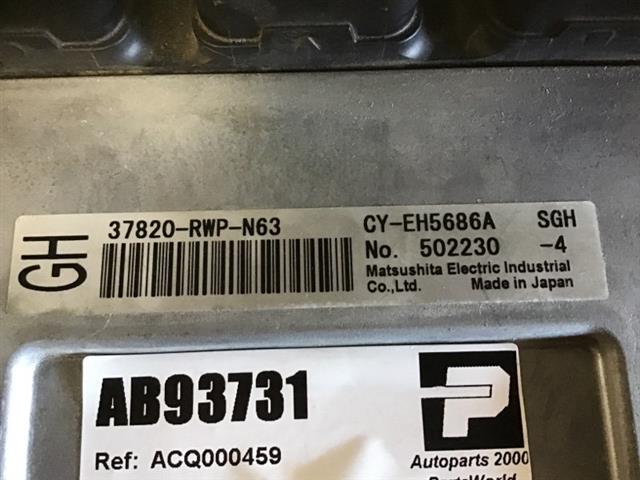 GH
37820-RWP-N63 CY-EH5686A SGH
No. 502230 -4
Matsushita Electric Industrial
Co.,Ltd. Made in Japan
AB93731
Ref: ACQ000459
P
Autoparts 2000
PartsWorld